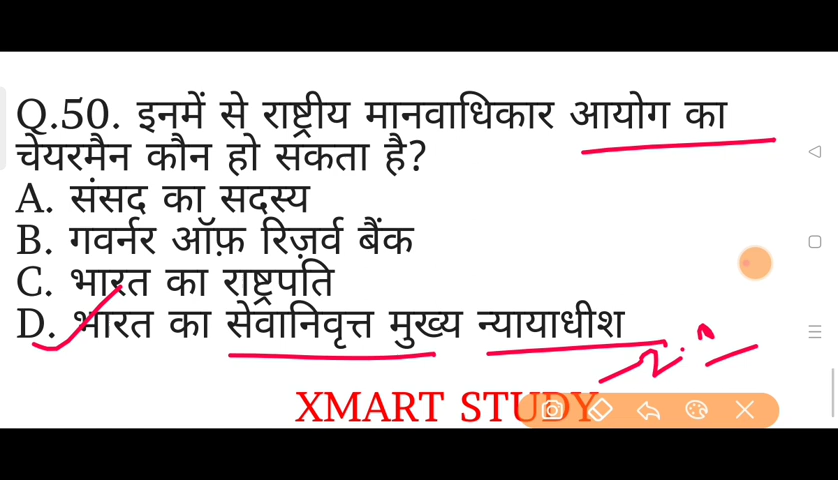 Q.50. इनमें से राष्ट्रीय मानवाधिकार आयोग का
चेयरमैन कौन हो सकता है?
A. संसद का सदस्य
B. गवर्नर ऑफ़ रिज़र्व बैंक
C. भारत का राष्ट्रपति
D. भारत का सेवानिवृत्त मुख्य न्यायाधीश
XMART STUDY